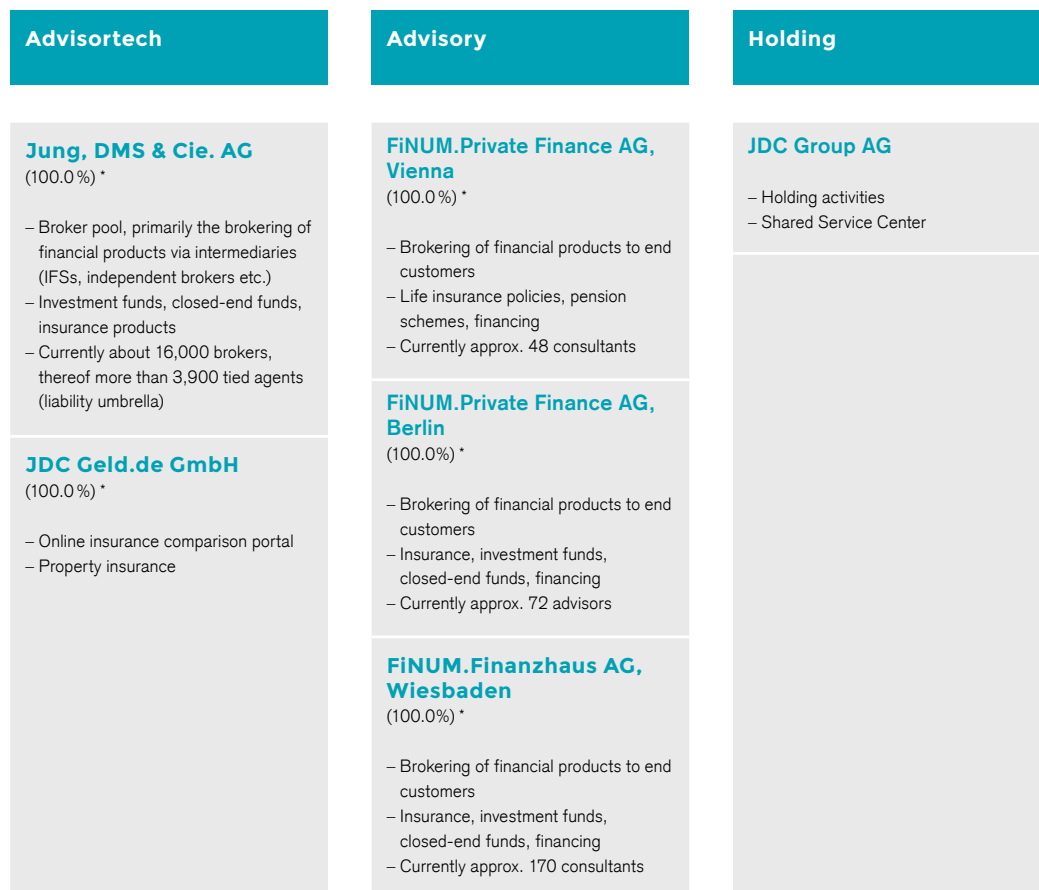 Advisortech
Jung, DMS & Cie. AG
(100.0 %) *
– Broker pool, primarily the brokering of
financial products via intermediaries
(IFSs, independent brokers etc.)
– Investment funds, closed-end funds,
insurance products
– Currently about 16,000 brokers,
thereof more than 3,900 tied agents
(liability umbrella)
JDC Geld.de GmbH
(100.0 %) *
– Online insurance comparison portal
– Property insurance
Advisory
FiNUM.Private Finance AG,
Vienna
(100.0 %) *
– Brokering of financial products to end
customers
– Life insurance policies, pension
schemes, financing
– Currently approx. 48 consultants
FiNUM.Private Finance AG,
Berlin
(100.0%) *
– Brokering of financial products to end
customers
– Insurance, investment funds,
closed-end funds, financing
– Currently approx. 72 advisors
FiNUM.Finanzhaus AG,
Wiesbaden
(100.0%) *
– Brokering of financial products to end
customers
– Insurance, investment funds,
closed-end funds, financing
– Currently approx. 170 consultants
Holding
JDC Group AG
– Holding activities
– Shared Service Center